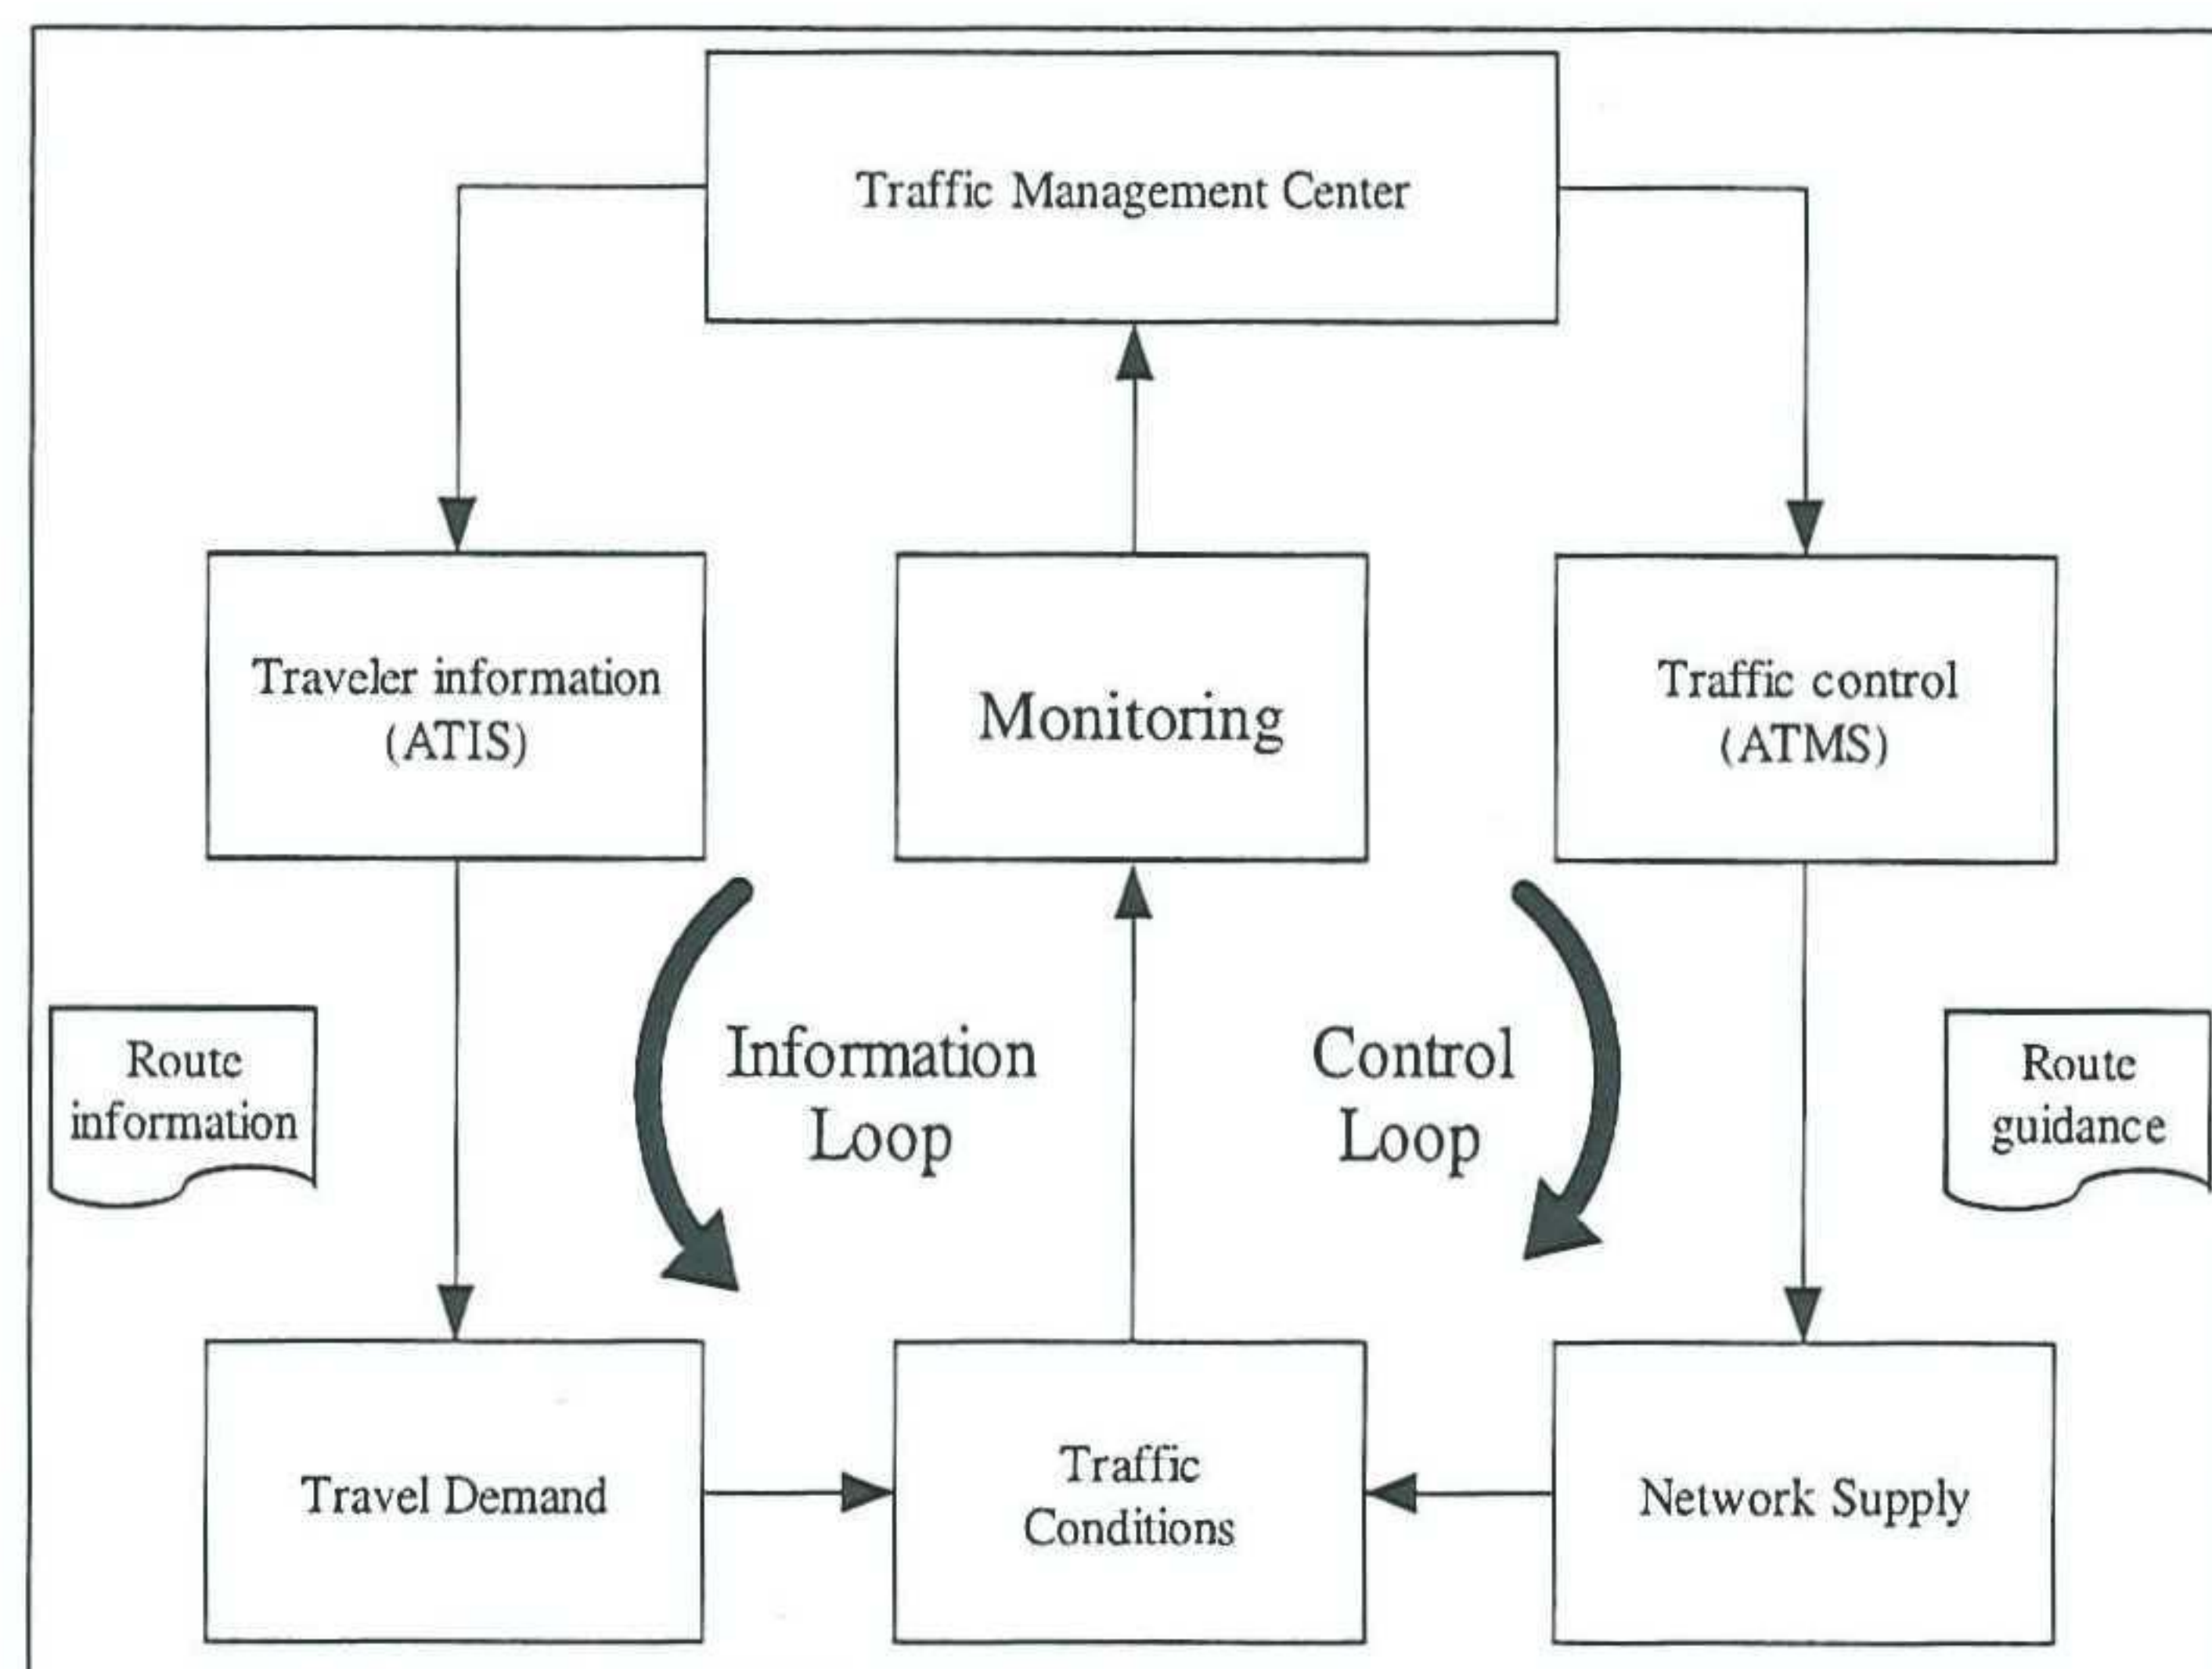 Traffic Management Center
Traveler information
(ATIS)
Monitoring
Traffic control
(ATMS)
Route
information
Information
Loop
Control
Loop
Route
guidance
Travel Demand
Traffic
Conditions
Network Supply